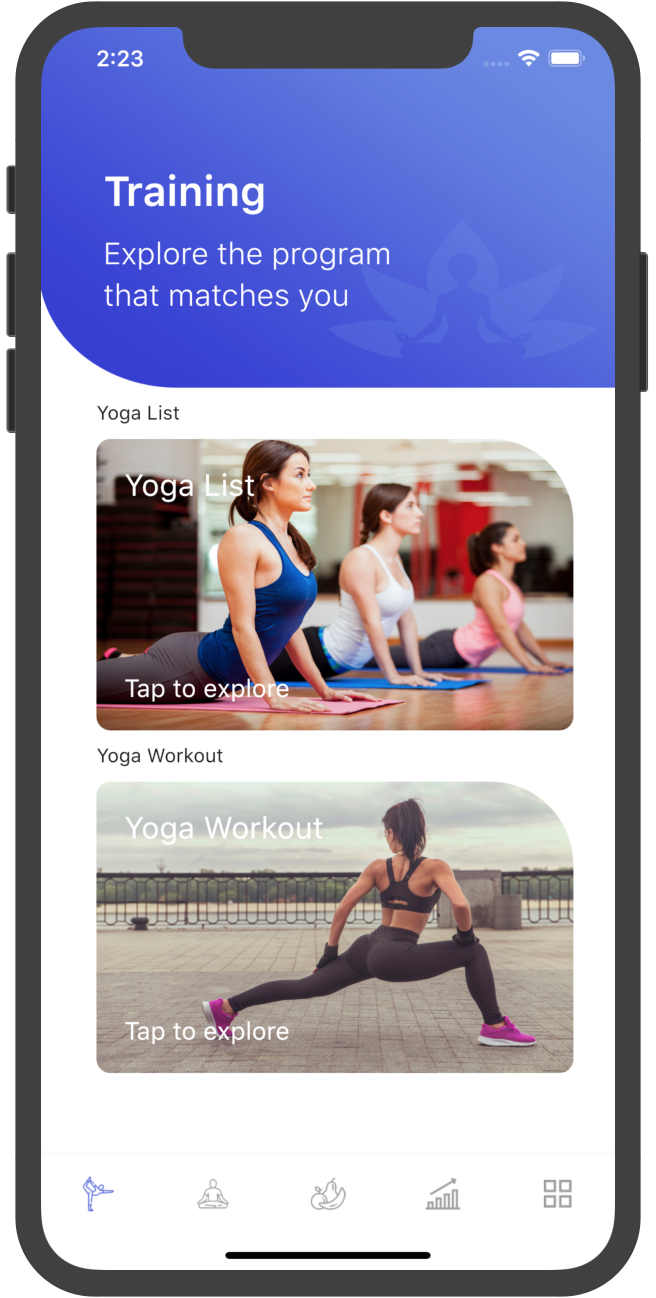 2:23
Training
Explore the program
that matches you
Yoga List
Yoga List
Tap to explore
Yoga Workout
Yoga Workout
Tap to explore